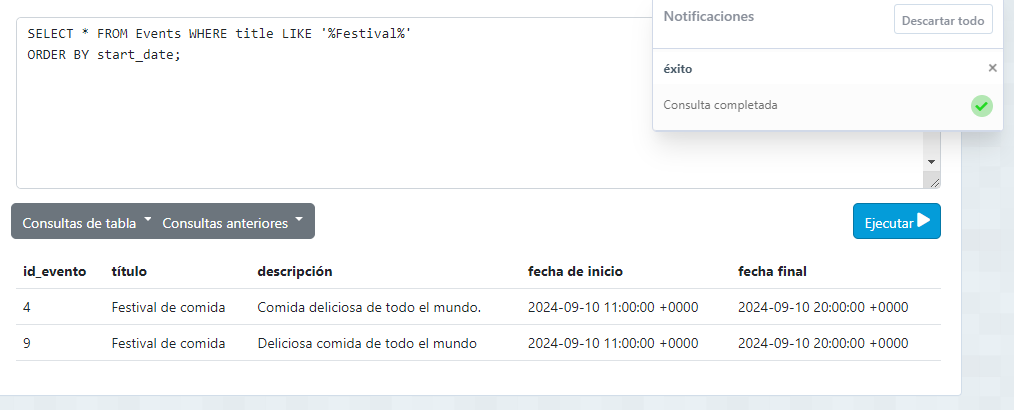 Notificaciones
Descartar todo
SELECT * FROM Events WHERE title LIKE '%Festival%'
ORDER BY start_date;
éxito ×
Consulta completada
Consultas de tabla Consultas anteriores
Ejecutar
id_evento título descripción fecha de inicio fecha final
4 Festival de comida Comida deliciosa de todo el mundo. 2024-09-10 11:00:00 +0000 2024-09-10 20:00:00 +0000
9 Festival de comida Deliciosa comida de todo el mundo 2024-09-10 11:00:00 +0000 2024-09-10 20:00:00 +0000